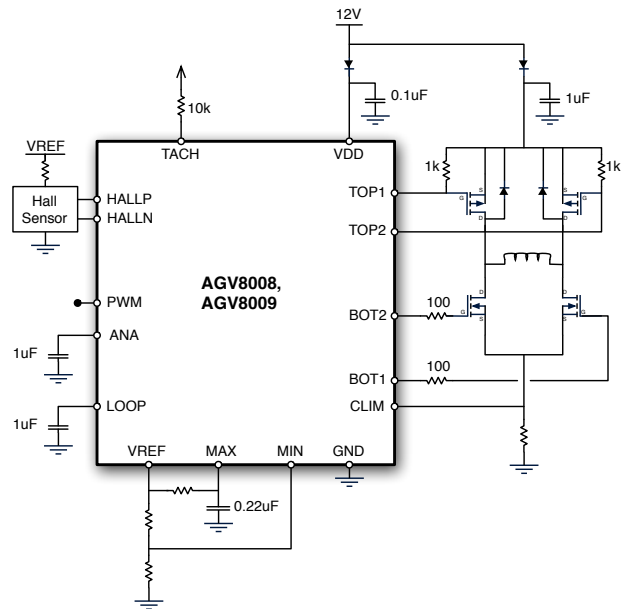 12V
0.1uF
1uF
10k
VREF
TACH
VDD
1k
1k
Hall
Sensor
HALLP
HALLN
TOP1
TOP2
S
G
D
S
G
D
AGV8008,
AGV8009
PWM
ANA
1uF
BOT2
100
D
G
S
D
G
S
BOT1
100
LOOP
1uF
CLIM
VREF
MAX
MIN
GND
0.22uF